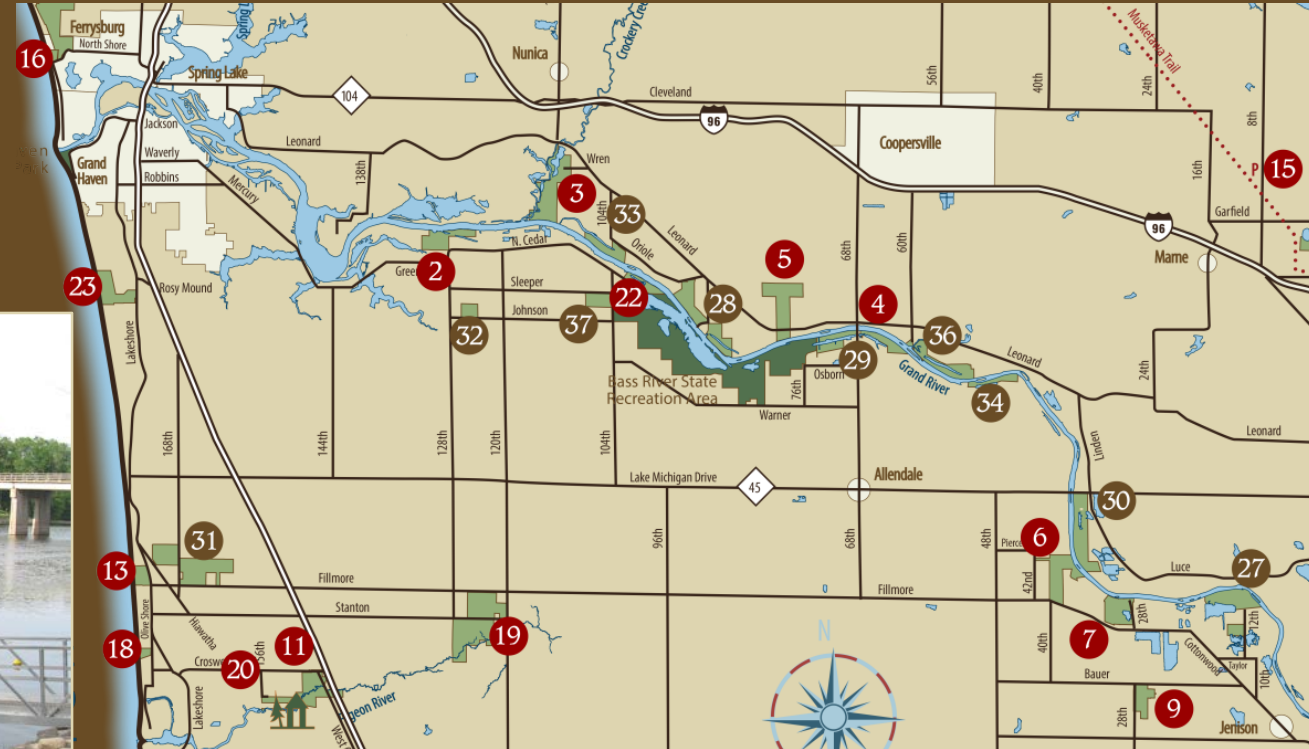 Ferrysburg
North Shore
Spring L
Crockery Cree
Musketawa Trail
16
Nunica
Spring Lake
104
56th
40th
24th
Cleveland
96
8th
Jackson
Coopersville
Leonard
Waverly
Grand
Haven
Robbins
138th
Wren
16th
P
15
Mercury
3
104th
33
Garfield
Leonard
Oriole
N. Cedar
68th
60th
96
Marne
5
2
Sleeper
23
Rosy Mound
22
28
4
Johnson
32
37
36
Lakeshore
29
Osborn
Leonard
Grand River
24th
Bass River State
Recreation Area
76th
34
Warner
168th
144th
128th
120th
104th
Linden
Leonard
Lake Michigan Drive
45
Allendale
30
31
96th
68th
48th
6
Pierce
13
Fillmore
Luce
27
42nd
Fillmore
Olive Shore
Stanton
28th
12th
Hiawatha
19
7
40th
18
11
Cottonwood
N
20
56th
Taylor
Bauer
10th
Lakeshore
28th
9
Jenison